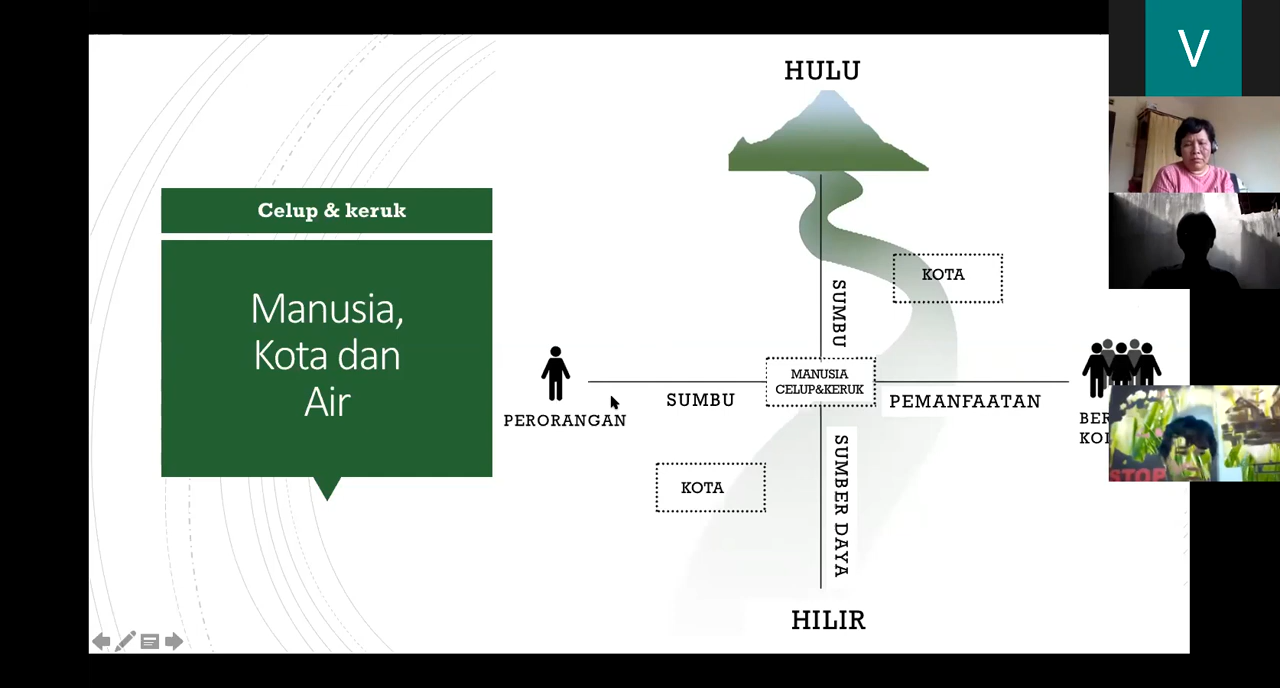 HULU
Celup & keruk
Manusia,
Kota dan
Air
KOTA
SUMBU
MANUSIA
CELUP&KERUK
SUMBU
PEMANFAATAN
PERORANGAN
KOTA
SUMBER DAYA
HILIR
V
STOP